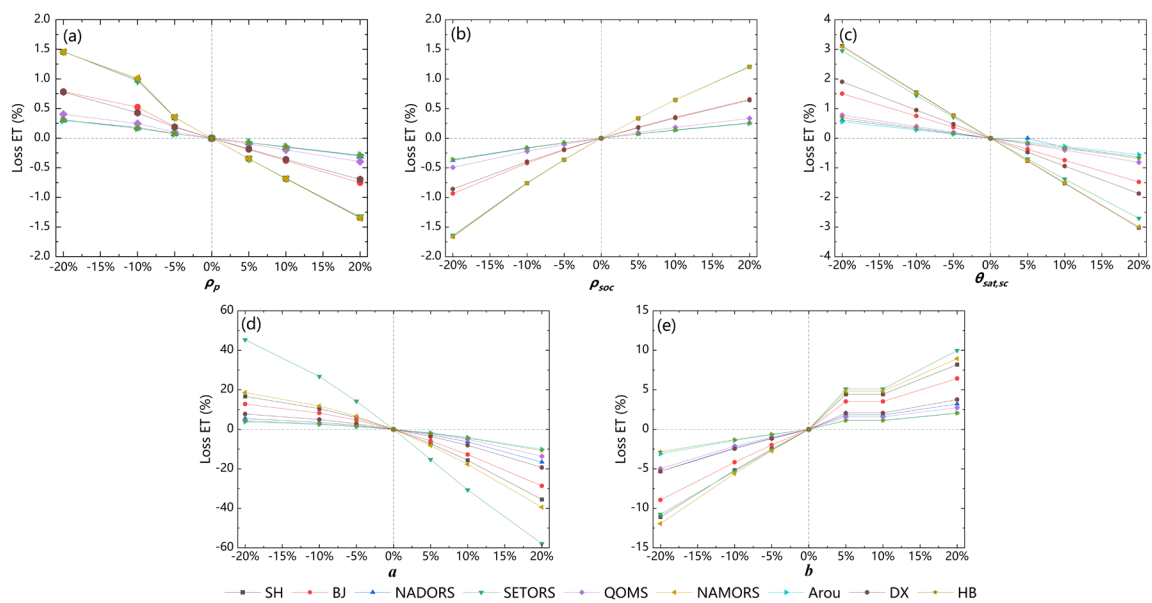 (a)
Loss ET (%)
2.0
1.5
1.0
0.5
0.0
-0.5
-1.0
-1.5
2.0
-20% -15% -10% -5% 0% 5% 10% 15% 20%
ρp
(b)
Loss ET (%)
2.0
1.5
1.0
0.5
0.0
-0.5
-1.0
-1.5
-2.0
-20% -15% -10% -5% 0% 5% 10% 15% 20%
ρsoc
(c)
Loss ET (%)
4
3
2
1
0
-1
-2
-3
-4
-20% -15% -10% -5% 0% 5% 10% 15% 20%
θsat,sc
(d)
Loss ET (%)
60
40
20
0
-20
-40
-60
-20% -15% -10% -5% 0% 5% 10% 15% 20%
a
(e)
Loss ET (%)
15
10
5
0
-5
-10
-15
-20% -15% -10% -5% 0% 5% 10% 15% 20%
b
SH BJ NADORS SETORS QOMS NAMORS Arou DX HB